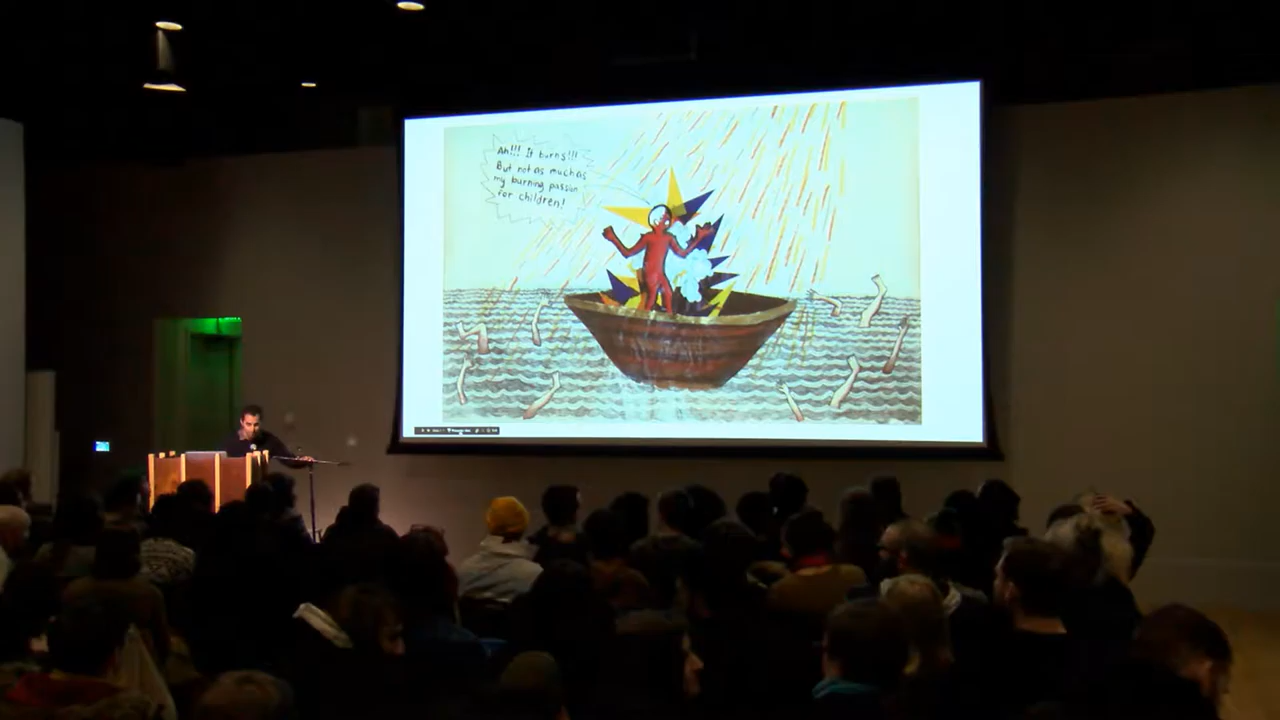 Ah!!! It burns!!!
But not as much as
my burning passion
for children!